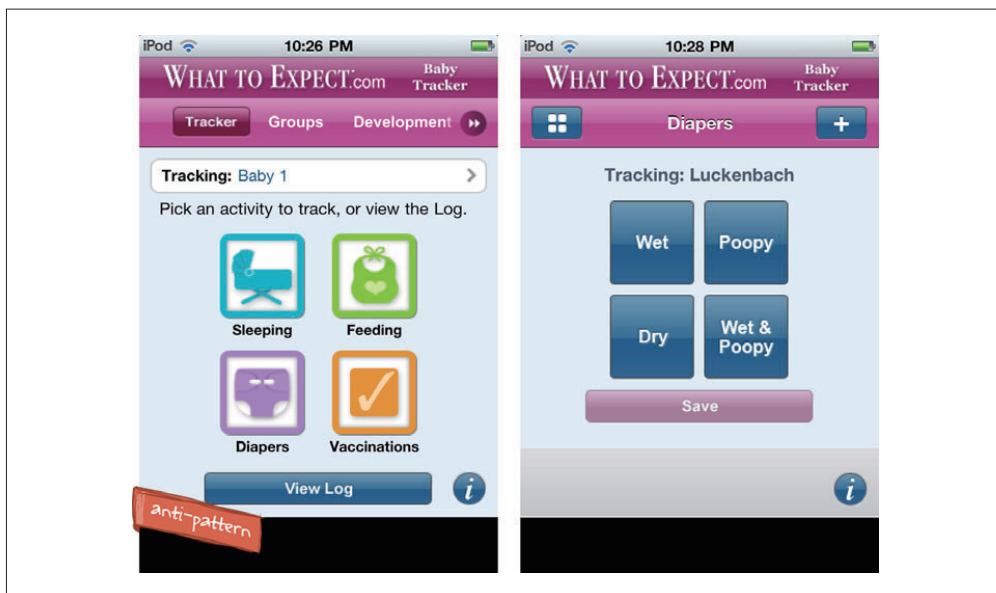 iPod 10:26 PM
WHAT TO EXPECT.com Baby Tracker
Tracker Groups Development
Tracking: Baby 1
Pick an activity to track, or view the Log.
Sleeping Feeding
Diapers Vaccinations
View Log i
anti-pattern
iPod 10:28 PM
WHAT TO EXPECT.com Baby Tracker
Diapers +
Tracking: Luckenbach
Wet Poopy
Dry Wet & Poopy
Save
i